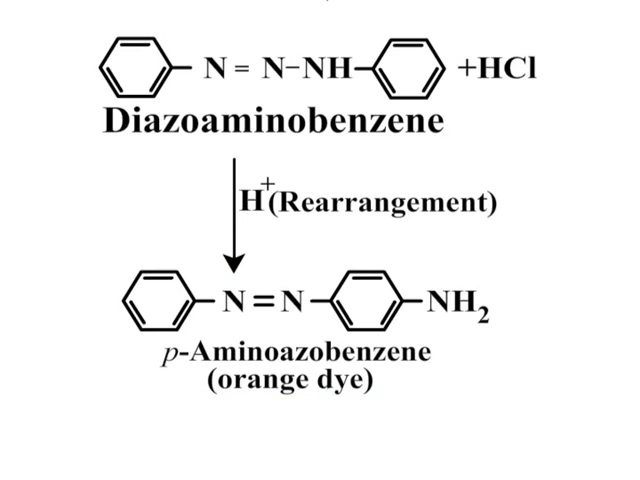 N = N–NH +HCl
Diazoaminobenzene
H⁺(Rearrangement)
N=N NH₂
p-Aminoazobenzene
(orange dye)